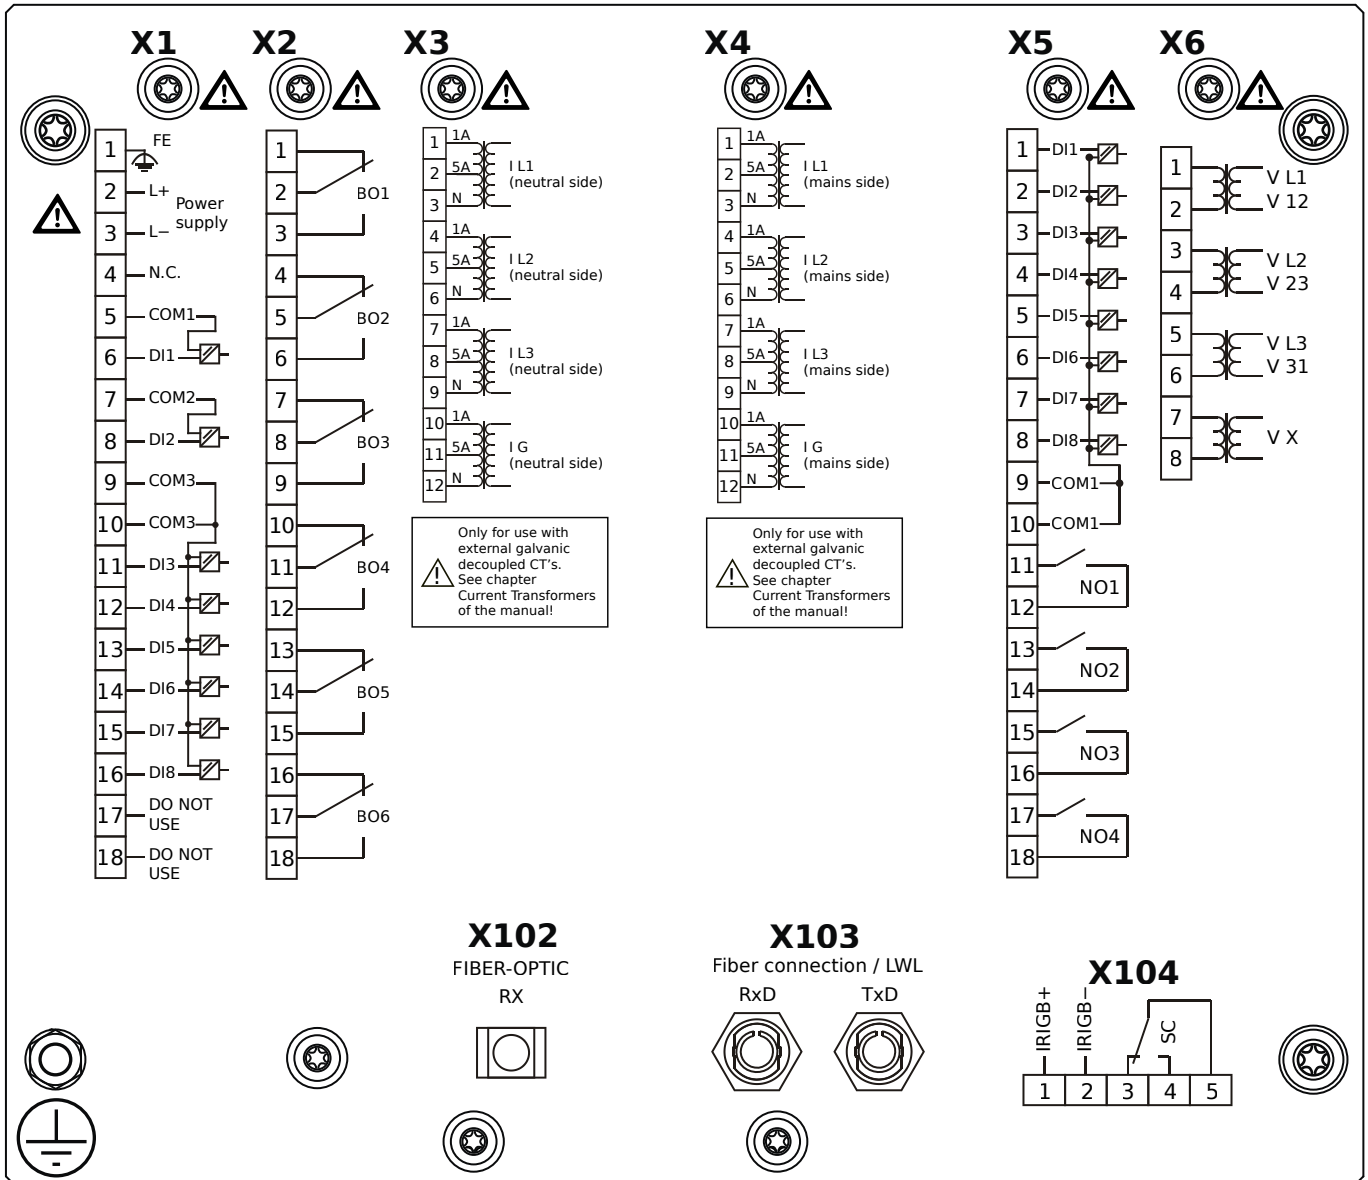 X1
X2
X3
X4
X5
X6
1
FE
2
L+
Power
supply
3
L−
4
N.C.
5
COM1
6
DI1
7
COM2
8
DI2
9
COM3
10
COM3
11
DI3
12
DI4
13
DI5
14
DI6
15
DI7
16
DI8
17
DO NOT
USE
18
DO NOT
USE
1
2
BO1
3
4
5
BO2
6
7
8
BO3
9
10
11
BO4
12
13
14
BO5
15
16
17
BO6
18
1
1A
2
5A
3
N
I L1
(neutral side)
4
1A
5
5A
6
N
I L2
(neutral side)
7
1A
8
5A
9
N
I L3
(neutral side)
10
1A
11
5A
12
N
I G
(neutral side)
Only for use with
external galvanic
decoupled CT's.
See chapter
Current Transformers
of the manual!
1
1A
2
5A
3
N
I L1
(mains side)
4
1A
5
5A
6
N
I L2
(mains side)
7
1A
8
5A
9
N
I L3
(mains side)
10
1A
11
5A
12
N
I G
(mains side)
Only for use with
external galvanic
decoupled CT's.
See chapter
Current Transformers
of the manual!
1
DI1
2
DI2
3
DI3
4
DI4
5
DI5
6
DI6
7
DI7
8
DI8
9
COM1
10
COM1
11
NO1
12
13
NO2
14
15
NO3
16
17
NO4
18
1
2
V L1
V 12
3
4
V L2
V 23
5
6
V L3
V 31
7
8
V X
X102
FIBER-OPTIC
RX
X103
Fiber connection / LWL
RxD
TxD
X104
IRIGB+
IRIGB−
SC
1
2
3
4
5